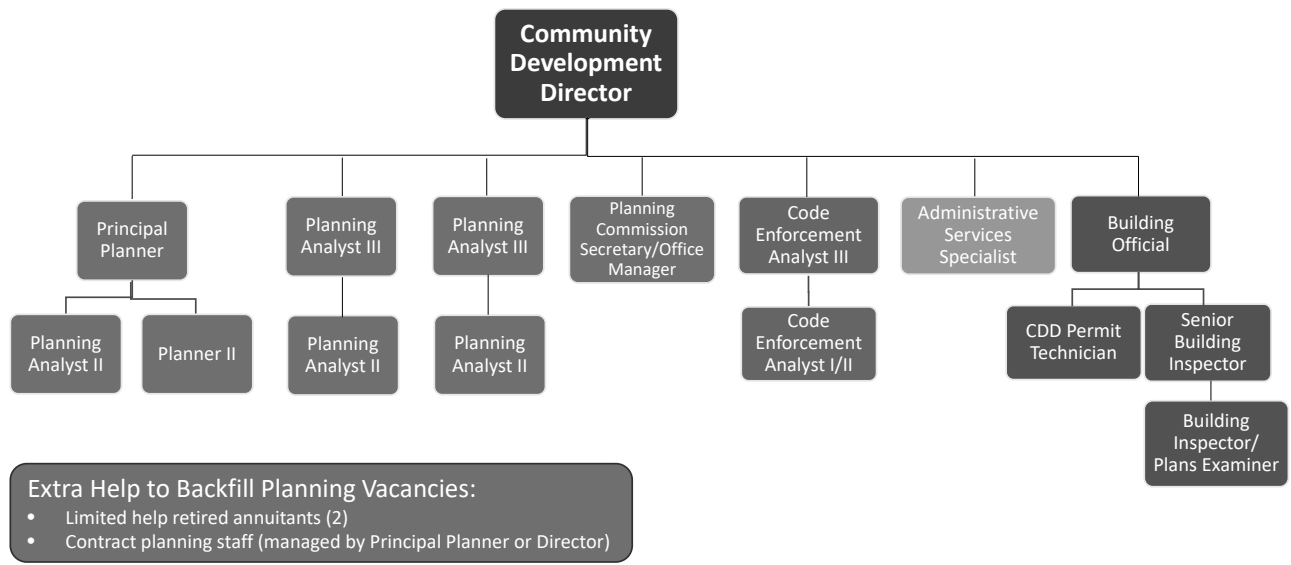 Community
Development
Director
Principal
Planner
Planning
Analyst III
Planning
Analyst III
Planning
Commission
Secretary/Office
Manager
Code
Enforcement
Analyst III
Administrative
Services
Specialist
Building
Official
Planning
Analyst II
Planner II
Planning
Analyst II
Planning
Analyst II
Code
Enforcement
Analyst I/II
CDD Permit
Technician
Senior
Building
Inspector
Building
Inspector/
Plans Examiner
Extra Help to Backfill Planning Vacancies:
• Limited help retired annuitants (2)
• Contract planning staff (managed by Principal Planner or Director)